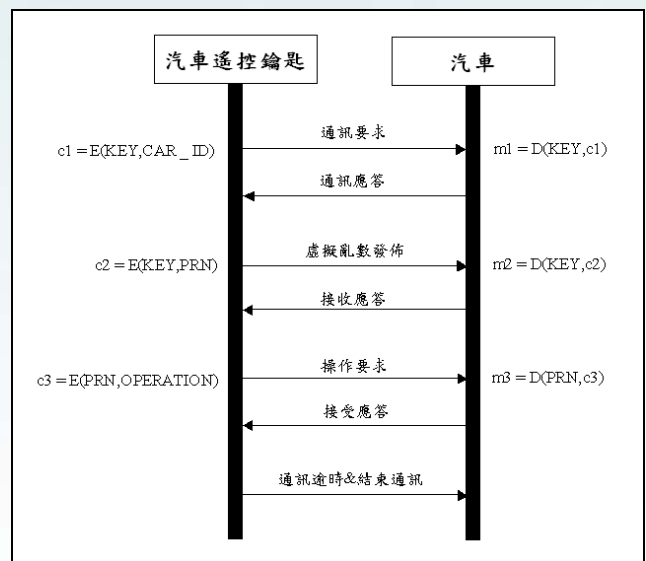 汽車遙控鑰匙
汽車
通訊要求
c1=E(KEY,CAR_ID)
m1=D(KEY,c1)
通訊應答
虛擬亂數發佈
c2=E(KEY,PRN)
m2=D(KEY,c2)
接收應答
操作要求
c3=E(PRN,OPERATION)
m3=D(PRN,c3)
接受應答
通訊逾時&結束通訊